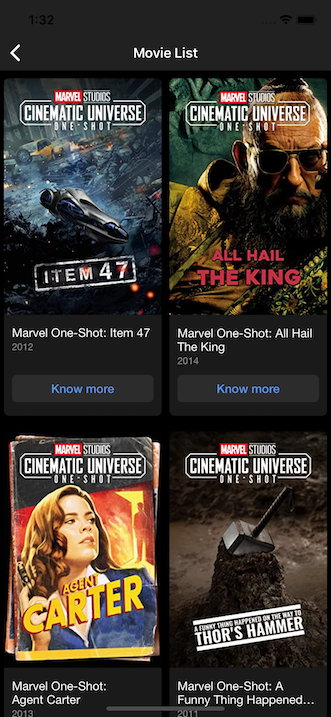 1:32
Movie List
MARVEL STUDIOS
CINEMATIC UNIVERSE
ONE-SHOT
ITEM 47
MARVEL STUDIOS
CINEMATIC UNIVERSE
ONE-SHOT
ALL HAIL
THE KING
Marvel One-Shot: Item 47
2012
Know more
Marvel One-Shot: All Hail
The King
2014
Know more
MARVEL STUDIOS
CINEMATIC UNIVERSE
ONE-SHOT
AGENT
CARTER
MARVEL STUDIOS
CINEMATIC UNIVERSE
ONE-SHOT
A FUNNY THING HAPPENED ON THE WAY TO
THOR'S HAMMER
Marvel One-Shot:
Agent Carter
2013
Marvel One-Shot: A
Funny Thing Happened...
2011